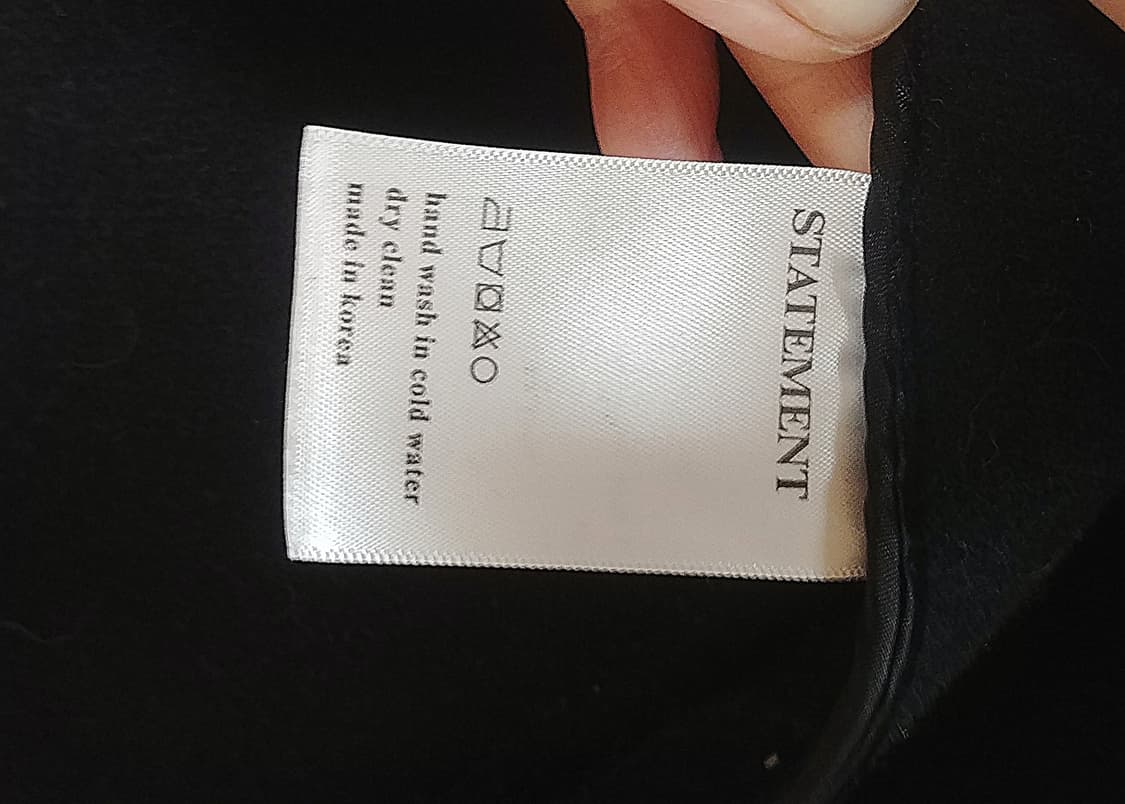 STATEMENT
hand wash in cold water
dry clean
made in korea